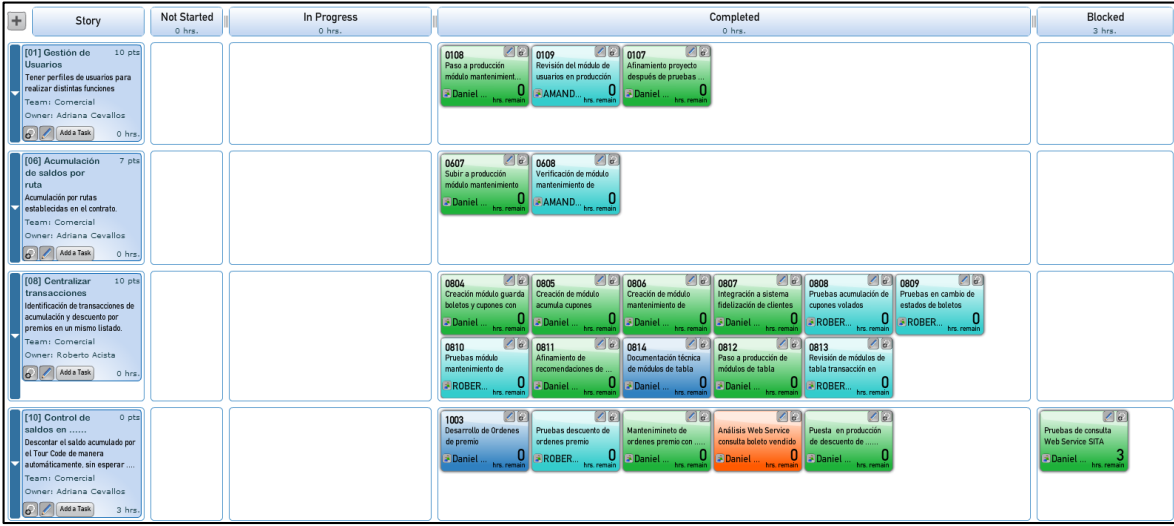 Story
Not Started
0 hrs.
In Progress
0 hrs.
Completed
0 hrs.
Blocked
3 hrs.
[01] Gestión de 10 pts
Usuarios
Tener perfiles de usuarios para
realizar distintas funciones
Team: Comercial
Owner: Adriana Cevallos
Add a Task 0 hrs.
0108
Paso a producción
módulo mantenimient...
Daniel ... 0
hrs. remain
0109
Revisión del módulo de
usuarios en producción
AMAND... 0
hrs. remain
0107
Afinamiento proyecto
después de pruebas ...
Daniel ... 0
hrs. remain
[06] Acumulación 7 pts
de saldos por
ruta
Acumulación por rutas
establecidas en el contrato.
Team: Comercial
Owner: Adriana Cevallos
Add a Task 0 hrs.
0607
Subir a producción
módulo mantenimiento
Daniel ... 0
hrs. remain
0608
Verificación de módulo
mantenimiento de
AMAND... 0
hrs. remain
[08] Centralizar 10 pts
transacciones
Identificación de transacciones de
acumulación y descuento por
premios en un mismo listado.
Team: Comercial
Owner: Roberto Acista
Add a Task 0 hrs.
0804
Creación módulo guarda
boletos y cupones con
Daniel ... 0
hrs. remain
0805
Creación de módulo
acumula cupones
Daniel ... 0
hrs. remain
0806
Creación de módulo
mantenimiento de
Daniel ... 0
hrs. remain
0807
Integración a sistema
fidelización de clientes
Daniel ... 0
hrs. remain
0808
Pruebas acumulación de
cupones volados
ROBER... 0
hrs. remain
0809
Pruebas en cambio de
estados de boletos
ROBER... 0
hrs. remain
0810
Pruebas módulo
mantenimiento de
ROBER... 0
hrs. remain
0811
Afinamiento de
recomendaciones de ...
Daniel ... 0
hrs. remain
0814
Documentación técnica
de módulos de tabla
Daniel ... 0
hrs. remain
0812
Paso a producción de
módulos de tabla
Daniel ... 0
hrs. remain
0813
Revisión de módulos de
tabla transacción en
ROBER... 0
hrs. remain
[10] Control de 0 pts
saldos en ......
Descontar el saldo acumulado por
el Tour Code de manera
automáticamente, sin esperar ....
Team: Comercial
Owner: Adriana Cevallos
Add a Task 3 hrs.
1003
Desarrollo de Ordenes
de premio
Daniel ... 0
hrs. remain
Pruebas descuento de
ordenes premio
ROBER... 0
hrs. remain
Mantenimineto de
ordenes premio con .....
Daniel ... 0
hrs. remain
Análisis Web Service
consulta boleto vendido
Daniel ... 0
hrs. remain
Puesta en producción
de descuento de ......
Daniel ... 0
hrs. remain
Pruebas de consulta
Web Service SITA
Daniel ... 3
hrs. remain